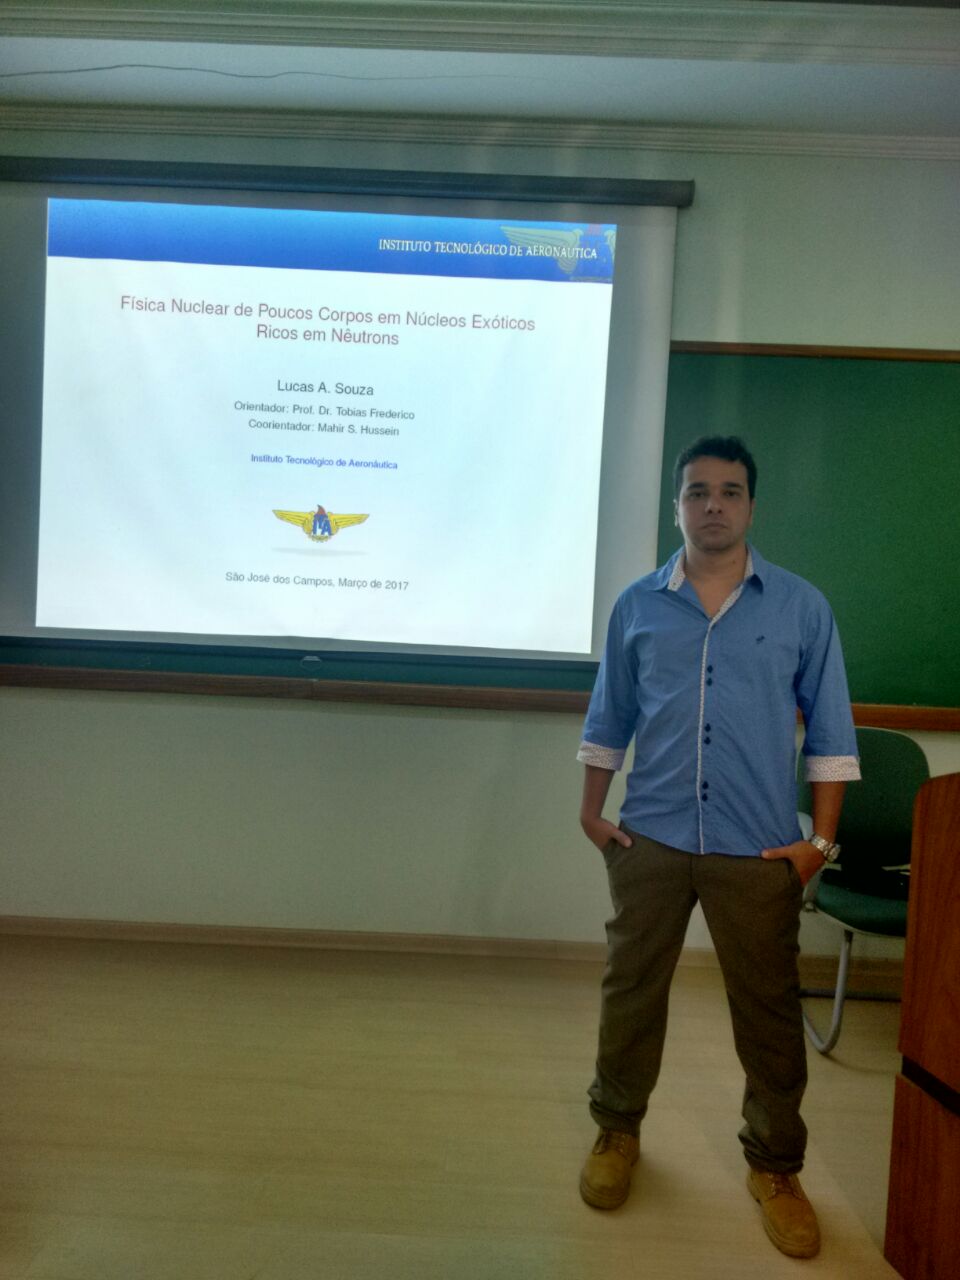 INSTITUTO TECNOLÓGICO DE AERONÁUTICA
Física Nuclear de Poucos Corpos em Núcleos Exóticos
Ricos em Nêutrons
Lucas A. Souza
Orientador: Prof. Dr. Tobias Frederico
Coorientador: Mahir S. Hussein
Instituto Tecnológico de Aeronáutica
ITA
São José dos Campos, Março de 2017